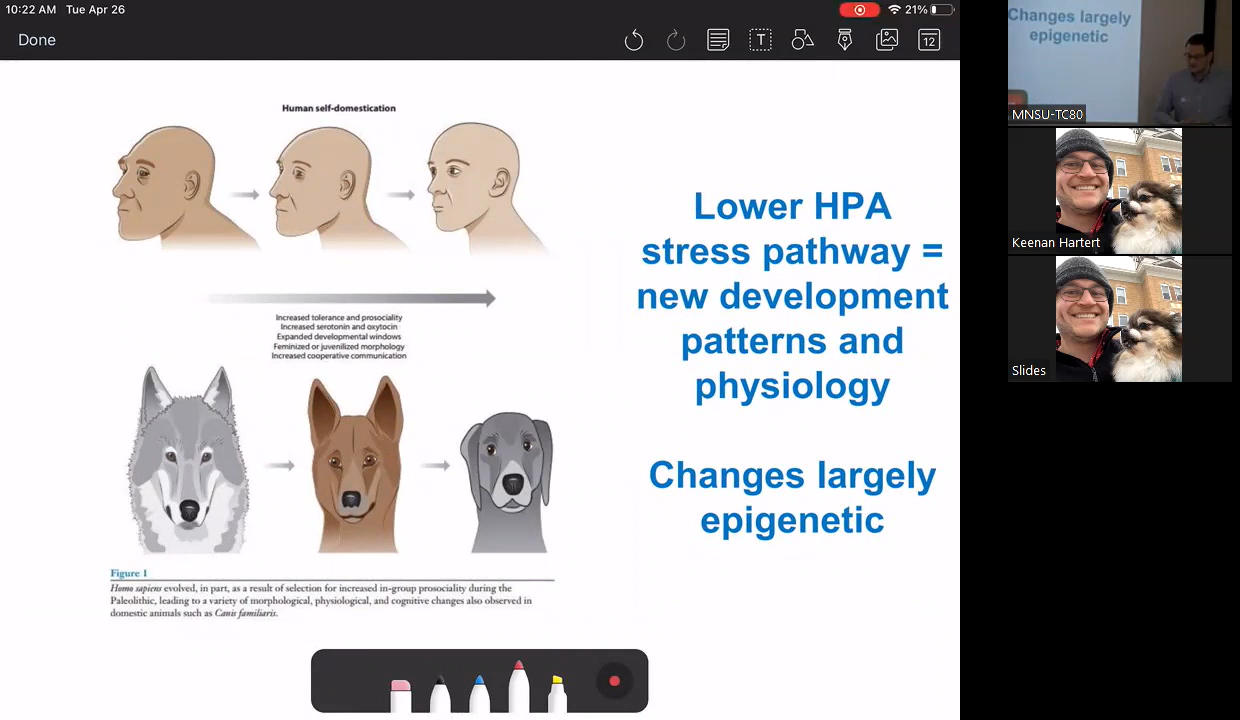 10:22 AM Tue Apr 26
21%
Done
T
12
Human self-domestication
Increased tolerance and prosociality
Increased serotonin and oxytocin
Expanded developmental windows
Feminized or juvenilized morphology
Increased cooperative communication
Figure 1
Homo sapiens evolved, in part, as a result of selection for increased in-group prosociality during the
Paleolithic, leading to a variety of morphological, physiological, and cognitive changes also observed in
domestic animals such as Canis familiaris.
Lower HPA
stress pathway =
new development
patterns and
physiology
Changes largely
epigenetic
Changes largely
epigenetic
MNSU-TC80
Keenan Hartert
Slides